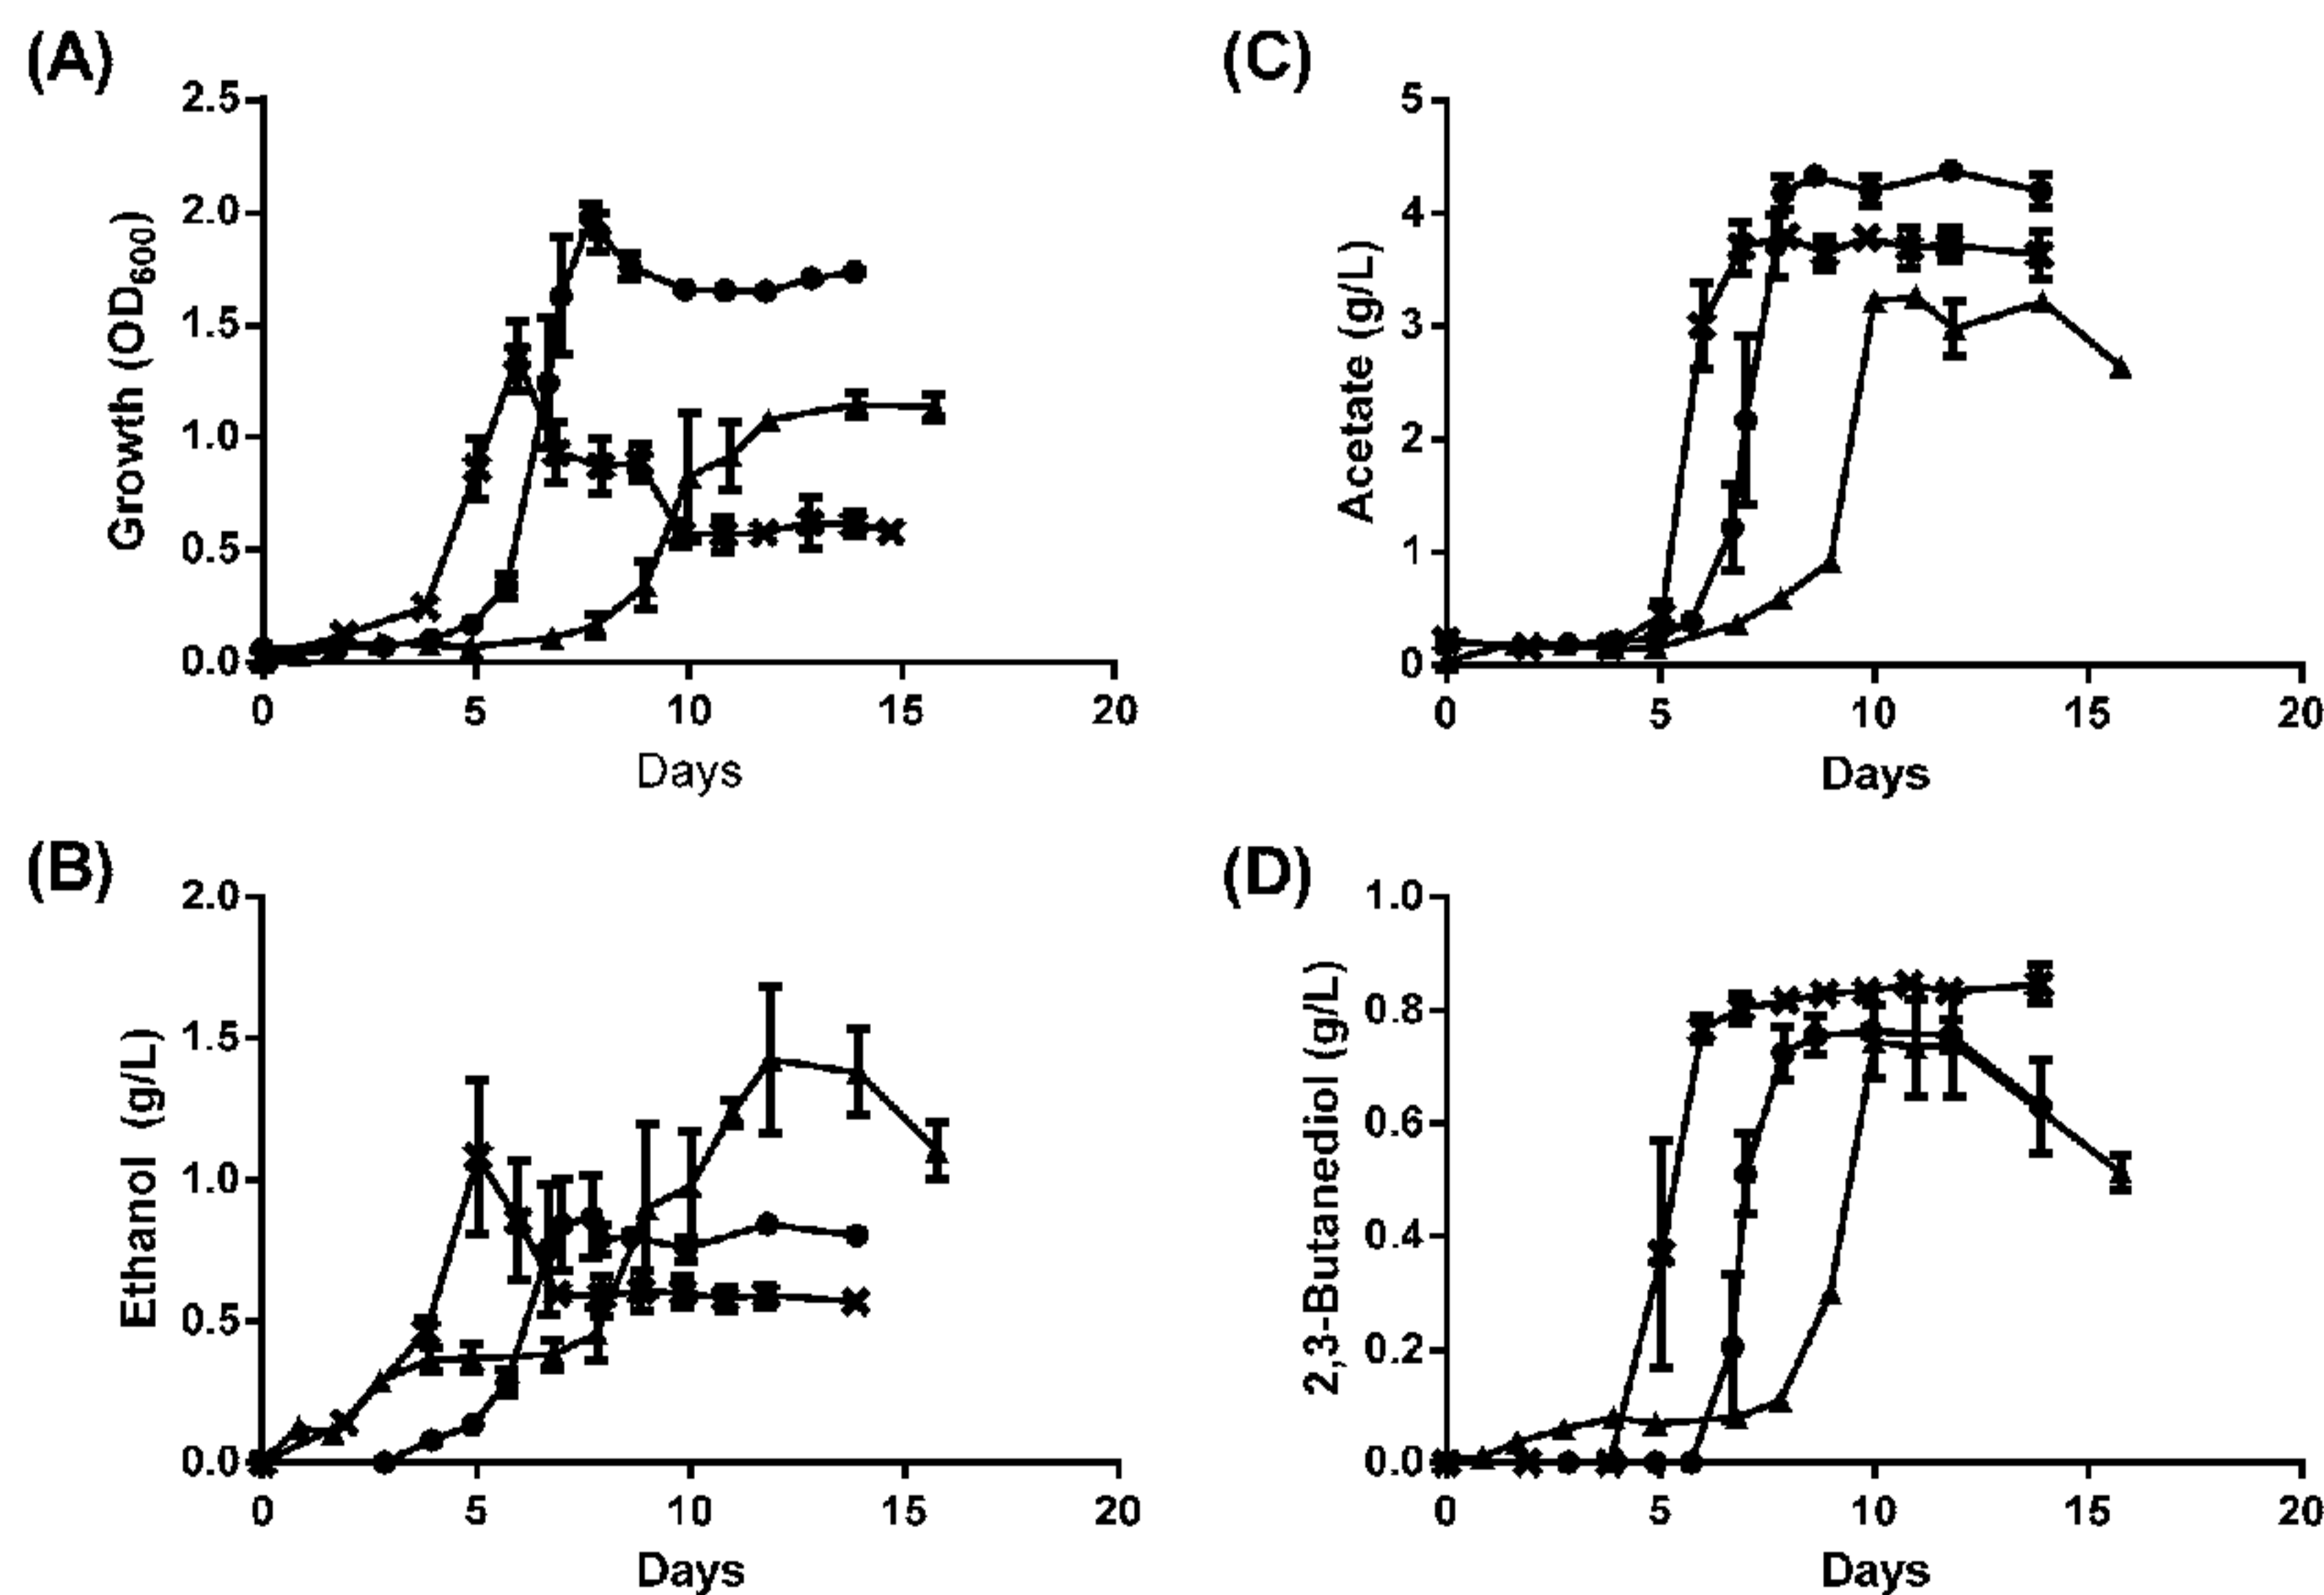 (A)
2.5
2.0
1.5
1.0
0.5
0.0
Growth (OD600)
0 5 10 15 20
Days
(C)
5
4
3
2
1
0
Acetate (g/L)
0 5 10 15 20
Days
(B)
2.0
1.5
1.0
0.5
0.0
Ethanol (g/L)
0 5 10 15 20
Days
(D)
1.0
0.8
0.6
0.4
0.2
0.0
2,3-Butanediol (g/L)
0 5 10 15 20
Days